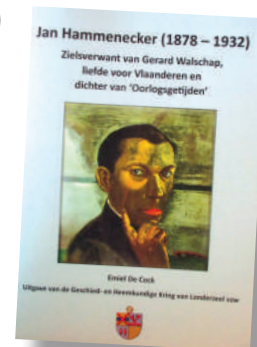 Jan Hammenecker (1878 – 1932)
Zielsverwant van Gerard Walschap,
liefde voor Vlaanderen en
dichter van 'Oorlogsgetijden'
Emiel De Cock
Uitgave van de Geschied- en Heemkundige Kring van Londerzeel vzw